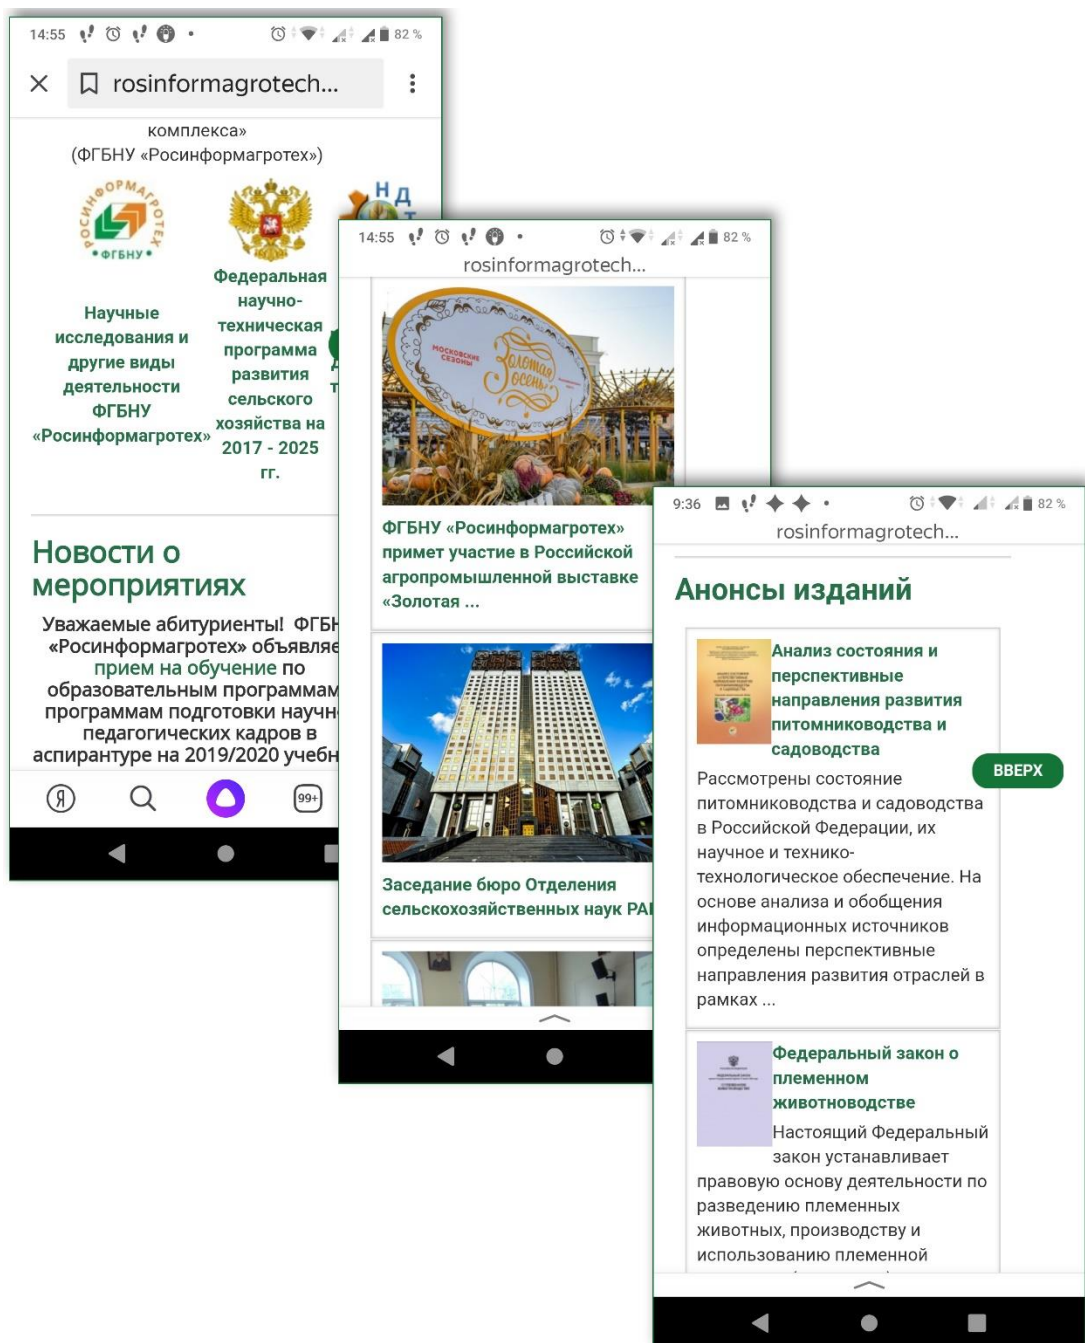 14:55
82 %
rosinformagrotech...
комплекса»
(ФГБНУ «Росинформагротех»)
РОСИНФОРМАГРОТЕХ
• ФГБНУ •
Н Д
Т
Научные
исследования и
другие виды
деятельности
ФГБНУ
«Росинформагротех»
Федеральная
научно-
техническая
программа
развития
сельского
хозяйства на
2017 - 2025
гг.
Новости о
мероприятиях
Уважаемые абитуриенты! ФГБН
«Росинформагротех» объявляе
прием на обучение по
образовательным программам
программам подготовки научн
педагогических кадров в
аспирантуре на 2019/2020 учебн
Я
99+
14:55
82 %
rosinformagrotech...
МОСКОВСКИЕ
СЕЗОНЫ
Золотая
осень
ФГБНУ «Росинформагротех»
примет участие в Российской
агропромышленной выставке
«Золотая ...
Заседание бюро Отделения
сельскохозяйственных наук РАН
9:36
82 %
rosinformagrotech...
Анонсы изданий
Анализ состояния и
перспективные
направления развития
питомниководства и
садоводства
ВВЕРХ
Рассмотрены состояние
питомниководства и садоводства
в Российской Федерации, их
научное и технико-
технологическое обеспечение. На
основе анализа и обобщения
информационных источников
определены перспективные
направления развития отраслей в
рамках ...
Федеральный закон о
племенном
животноводстве
Настоящий Федеральный
закон устанавливает
правовую основу деятельности по
разведению племенных
животных, производству и
использованию племенной